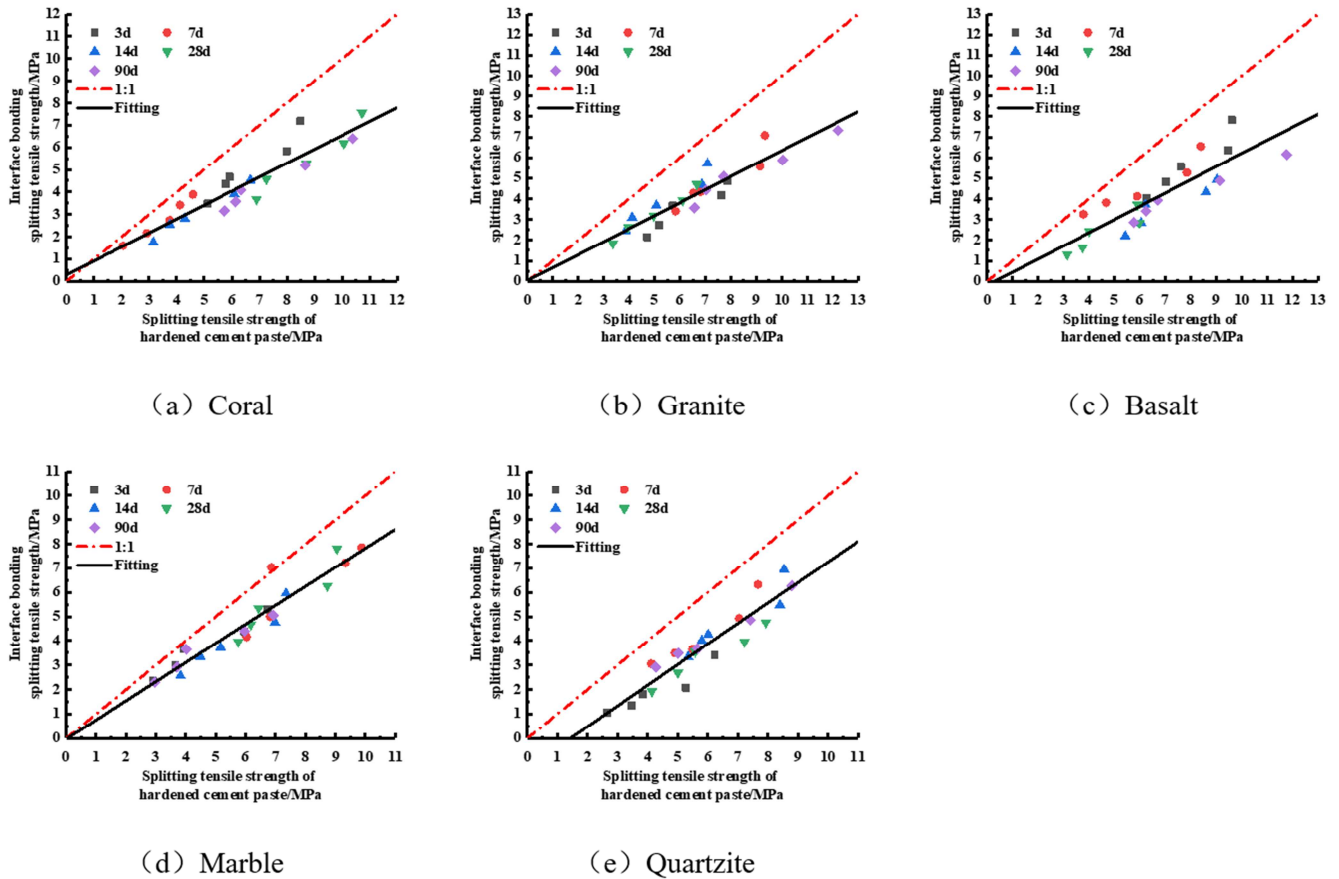 Interface bonding
splitting tensile strength/MPa
12
11
10
9
8
7
6
5
4
3
2
1
0
3d 7d
14d 28d
90d
1:1
Fitting
0 1 2 3 4 5 6 7 8 9 10 11 12
Splitting tensile strength of
hardened cement paste/MPa
(a) Coral
Interface bonding
splitting tensile strength/MPa
13
12
11
10
9
8
7
6
5
4
3
2
1
0
3d 7d
14d 28d
90d
1:1
Fitting
0 1 2 3 4 5 6 7 8 9 10 11 12 13
Splitting tensile strength of
hardened cement paste/MPa
(b) Granite
Interface bonding
splitting tensile strength/MPa
13
12
11
10
9
8
7
6
5
4
3
2
1
0
3d 7d
14d 28d
90d
1:1
Fitting
0 1 2 3 4 5 6 7 8 9 10 11 12 13
Splitting tensile strength of
hardened cement paste/MPa
(c) Basalt
Interface bonding
splitting tensile strength/MPa
11
10
9
8
7
6
5
4
3
2
1
0
3d 7d
14d 28d
90d
1:1
Fitting
0 1 2 3 4 5 6 7 8 9 10 11
Splitting tensile strength of
hardened cement paste/MPa
(d) Marble
Interface bonding
splitting tensile strength/MPa
11
10
9
8
7
6
5
4
3
2
1
0
3d 7d
14d 28d
90d
1:1
Fitting
0 1 2 3 4 5 6 7 8 9 10 11
Splitting tensile strength of
hardened cement paste/MPa
(e) Quartzite